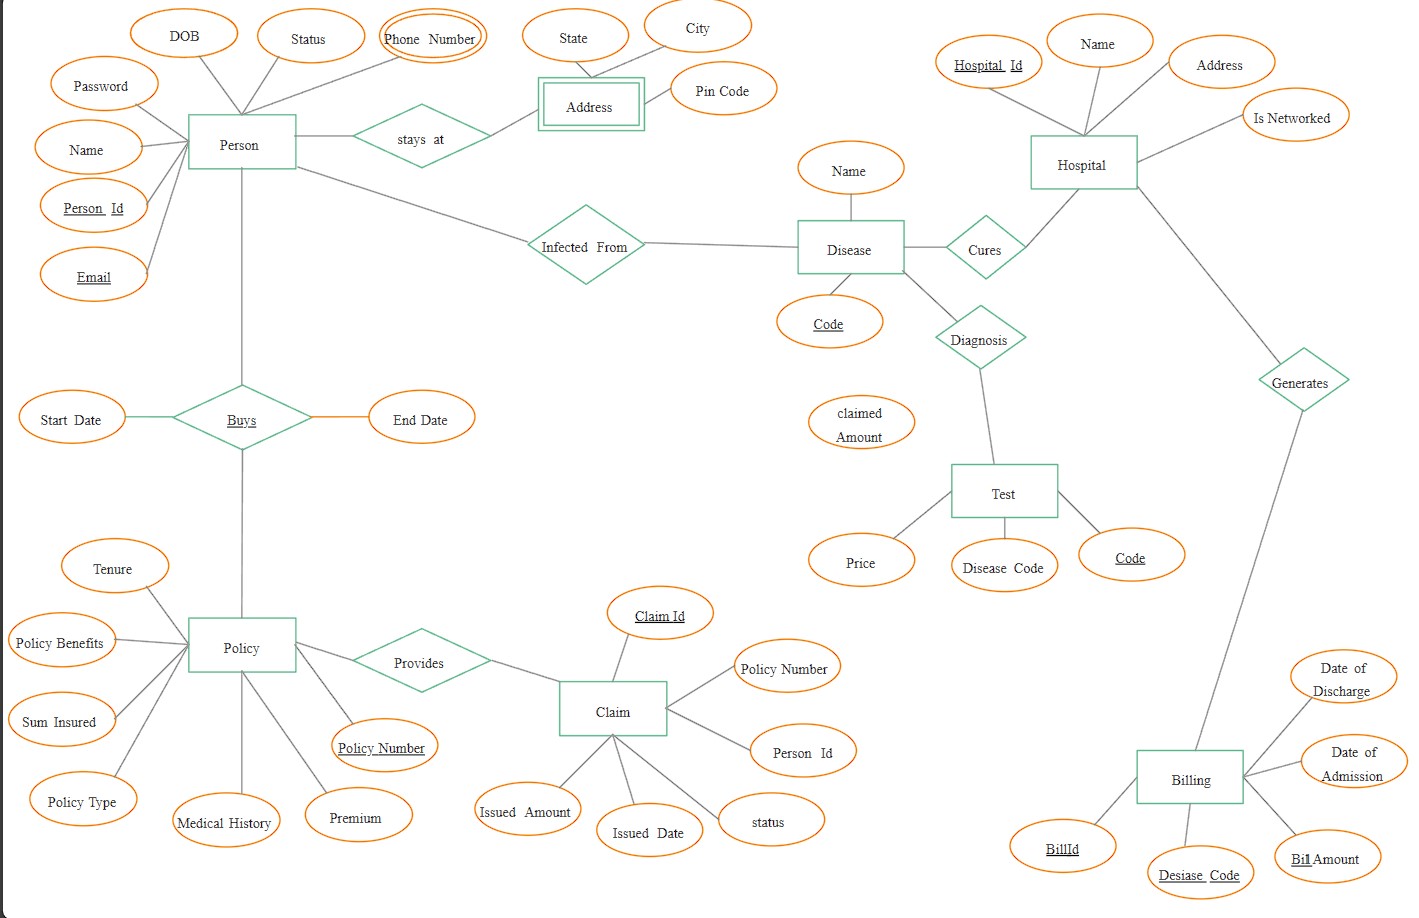 DOB
Status
Phone Number
State
City
Password
Address
Pin Code
Hospital Id
Name
Address
Is Networked
Name
Person
stays at
Person Id
Email
Infected From
Name
Disease
Code
Cures
Hospital
Diagnosis
Generates
Start Date
Buys
End Date
claimed
Amount
Test
Price
Disease Code
Code
Tenure
Policy Benefits
Policy
Sum Insured
Policy Type
Medical History
Premium
Policy Number
Provides
Claim Id
Policy Number
Claim
Person Id
Issued Amount
Issued Date
status
Date of
Discharge
Date of
Admission
Billing
BillId
Desiase Code
Bill Amount